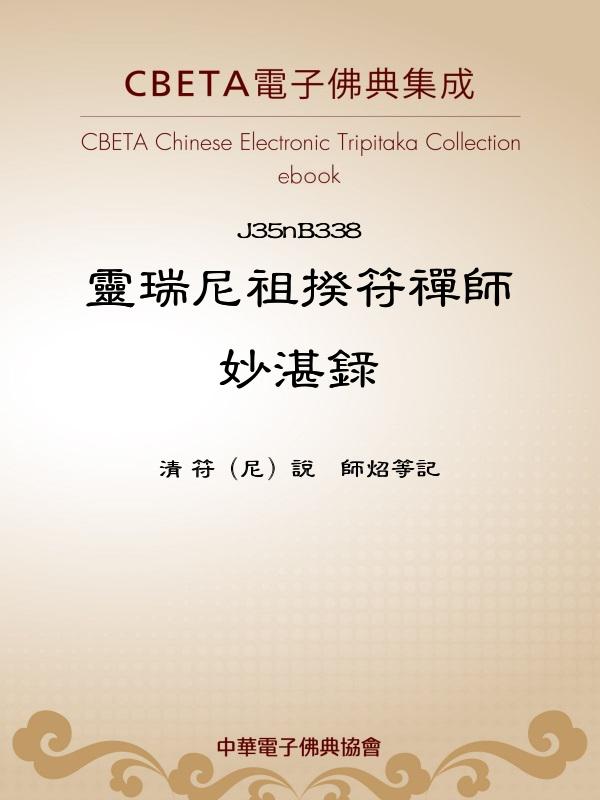 CBETA電子佛典集成
CBETA Chinese Electronic Tripitaka Collection
ebook
J35nB338
靈瑞尼祖揆符禪師
妙湛錄
清 符（尼）說　師炤等記
中華電子佛典協會